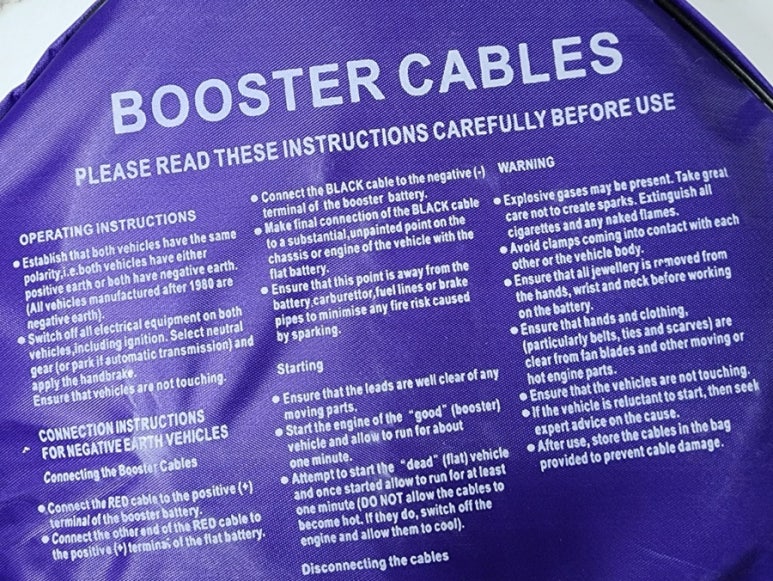 BOOSTER CABLES
PLEASE READ THESE INSTRUCTIONS CAREFULLY BEFORE USE
OPERATING INSTRUCTIONS
● Establish that both vehicles have the same
polarity,i.e.both vehicles have either
positive earth or both have negative earth.
(All vehicles manufactured after 1980 are
negative earth).
● Switch off all electrical equipment on both
vehicles,including ignition. Select neutral
gear (or park if automatic transmission) and
apply the handbrake.
Ensure that vehicles are not touching.
CONNECTION INSTRUCTIONS
FOR NEGATIVE EARTH VEHICLES
Connecting the Booster Cables
● Connect the RED cable to the positive (+)
terminal of the booster battery.
● Connect the other end of the RED cable to
the positive (+) terminal of the flat battery.
● Connect the BLACK cable to the negative (-)
terminal of the booster battery.
● Make final connection of the BLACK cable
to a substantial,unpainted point on the
chassis or engine of the vehicle with the
flat battery.
● Ensure that this point is away from the
battery,carburettor,fuel lines or brake
pipes to minimise any fire risk caused
by sparking.
Starting
● Ensure that the leads are well clear of any
moving parts.
● Start the engine of the "good" (booster)
vehicle and allow to run for about
one minute.
● Attempt to start the "dead" (flat) vehicle
and once started allow to run for at least
one minute (DO NOT allow the cables to
become hot. If they do, switch off the
engine and allow them to cool).
Disconnecting the cables
WARNING
● Explosive gases may be present. Take great
care not to create sparks. Extinguish all
cigarettes and any naked flames.
● Avoid clamps coming into contact with each
other or the vehicle body.
● Ensure that all jewellery is removed from
the hands, wrist and neck before working
on the battery.
● Ensure that hands and clothing,
(particularly belts, ties and scarves) are
clear from fan blades and other moving or
hot engine parts.
● Ensure that the vehicles are not touching.
● If the vehicle is reluctant to start, then seek
expert advice on the cause.
● After use, store the cables in the bag
provided to prevent cable damage.